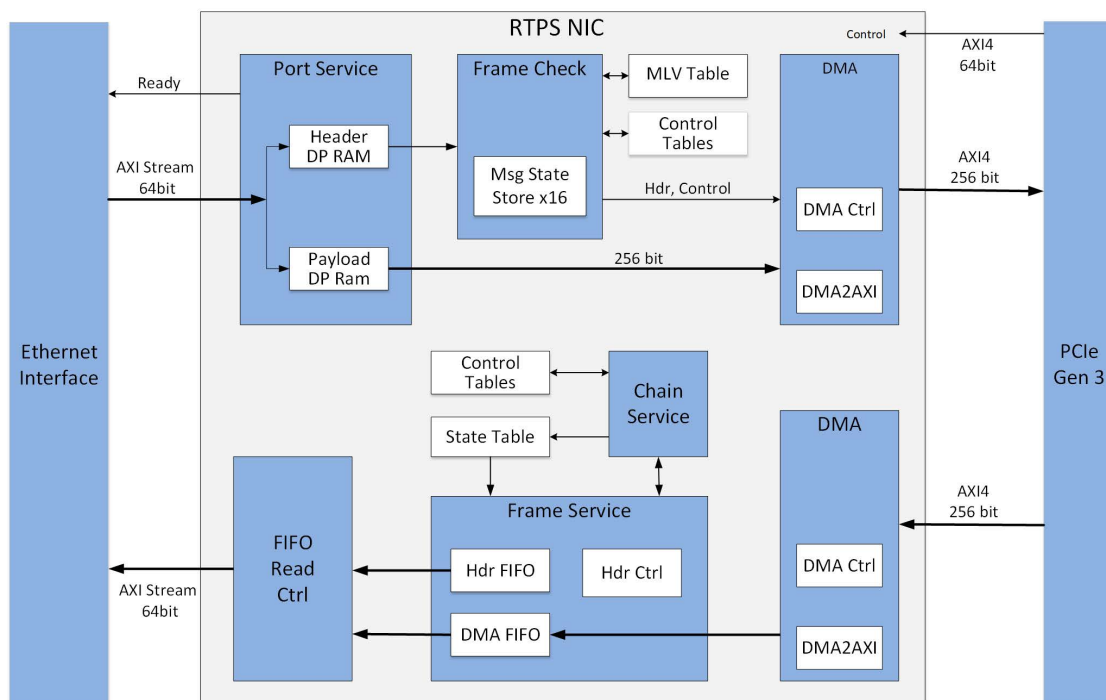 RTPS NIC
Control
AXI4
64bit
Port Service
Frame Check
MLV Table
DMA
Ready
Header
DP RAM
Control
Tables
AXI Stream
64bit
Msg State
Store x16
Hdr, Control
AXI4
256 bit
DMA Ctrl
Payload
DP Ram
256 bit
DMA2AXI
Ethernet
Interface
PCIe
Gen 3
Control
Tables
Chain
Service
State Table
DMA
Frame Service
AXI4
256 bit
FIFO
Read
Ctrl
Hdr FIFO
Hdr Ctrl
DMA Ctrl
AXI Stream
64bit
DMA FIFO
DMA2AXI